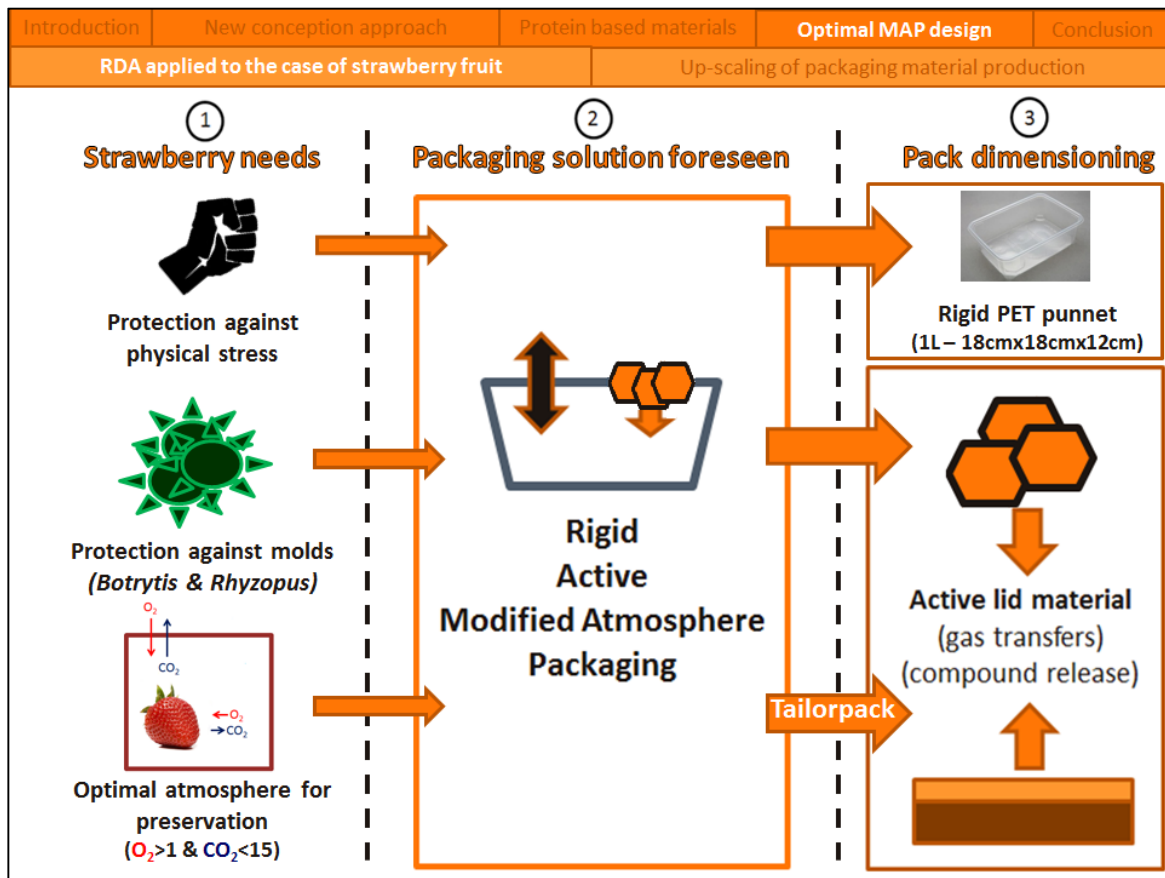 Introduction
New conception approach
Protein based materials
Optimal MAP design
Conclusion
RDA applied to the case of strawberry fruit
Up-scaling of packaging material production
1
Strawberry needs
Protection against
physical stress
Protection against molds
(Botrytis & Rhyzopus)
O2
CO2
O2
CO2
Optimal atmosphere for
preservation
(O2>1 & CO2<15)
2
Packaging solution foreseen
Rigid
Active
Modified Atmosphere
Packaging
Tailorpack
3
Pack dimensioning
Rigid PET punnet
(1L – 18cmx18cmx12cm)
Active lid material
(gas transfers)
(compound release)